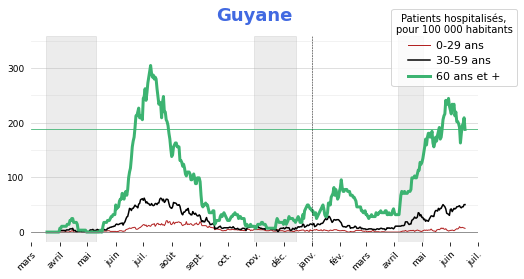 Guyane
Patients hospitalisés,
pour 100 000 habitants
0-29 ans
30-59 ans
60 ans et +
300
200
100
0
mars
avril
mai
juin
juil.
août
sept.
oct.
nov.
déc.
janv.
févr.
mars
avril
mai
juin
juil.